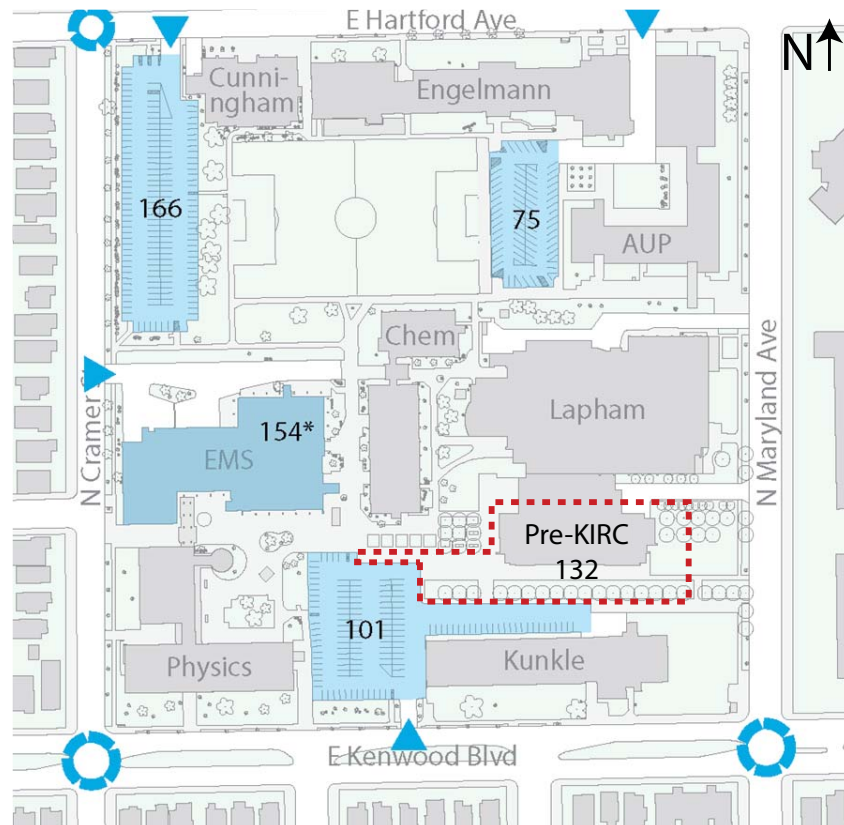 E Hartford Ave
N
Cunni-
ngham
Engelmann
166
75
AUP
Chem
N Cramer St
N Maryland Ave
Lapham
154*
EMS
Pre-KIRC
132
101
Physics
Kunkle
E Kenwood Blvd